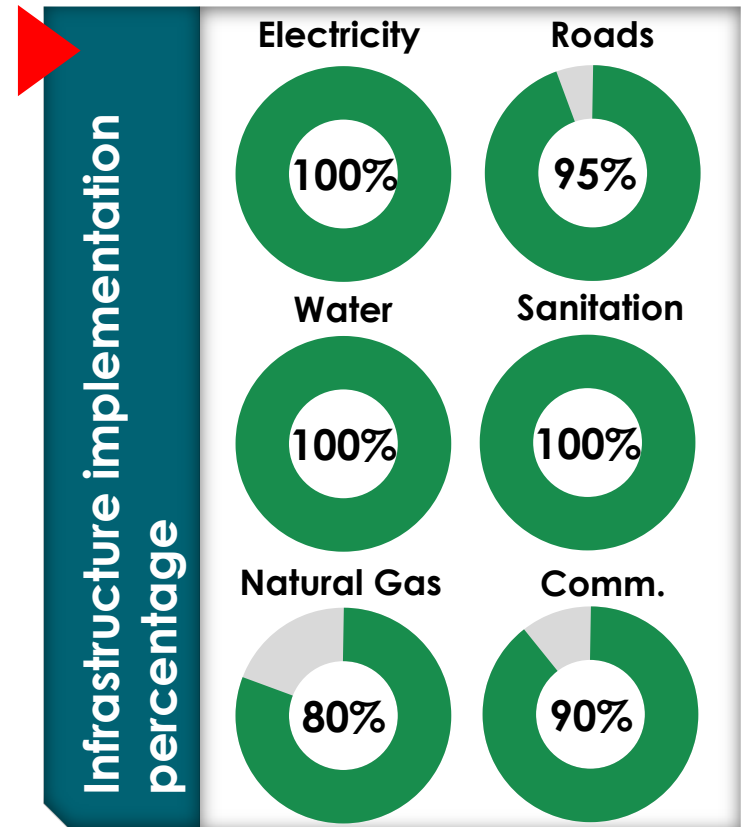 Infrastructure implementation
percentage
Electricity
100%
Roads
95%
Water
100%
Sanitation
100%
Natural Gas
80%
Comm.
90%